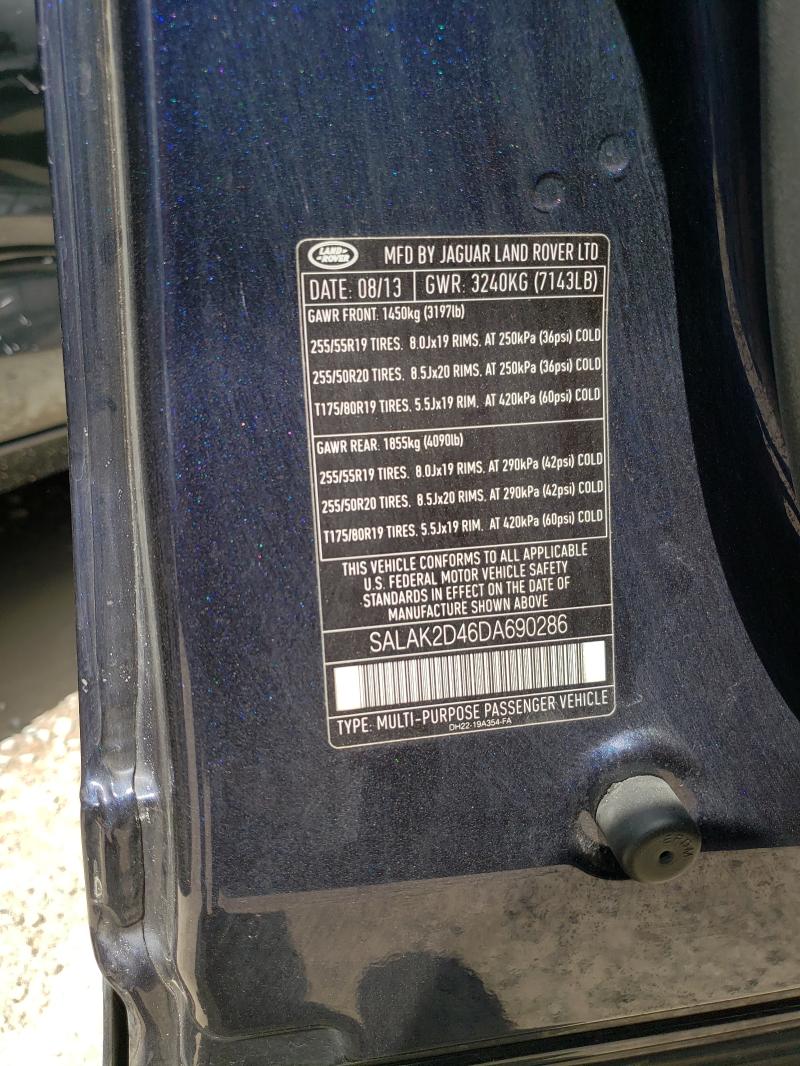 LAND ROVER MFD BY JAGUAR LAND ROVER LTD
DATE: 08/13 GWR: 3240KG (7143LB)
GAWR FRONT: 1450kg (3197lb)
255/55R19 TIRES. 8.0Jx19 RIMS. AT 250kPa (36psi) COLD
255/50R20 TIRES. 8.5Jx20 RIMS. AT 250kPa (36psi) COLD
T175/80R19 TIRES. 5.5Jx19 RIM. AT 420kPa (60psi) COLD
GAWR REAR: 1855kg (4090lb)
255/55R19 TIRES. 8.0Jx19 RIMS. AT 290kPa (42psi) COLD
255/50R20 TIRES. 8.5Jx20 RIMS. AT 290kPa (42psi) COLD
T175/80R19 TIRES. 5.5Jx19 RIM. AT 420kPa (60psi) COLD
THIS VEHICLE CONFORMS TO ALL APPLICABLE
U.S. FEDERAL MOTOR VEHICLE SAFETY
STANDARDS IN EFFECT ON THE DATE OF
MANUFACTURE SHOWN ABOVE
SALAK2D46DA690286
TYPE: MULTI-PURPOSE PASSENGER VEHICLE
DH22-19A354-FA